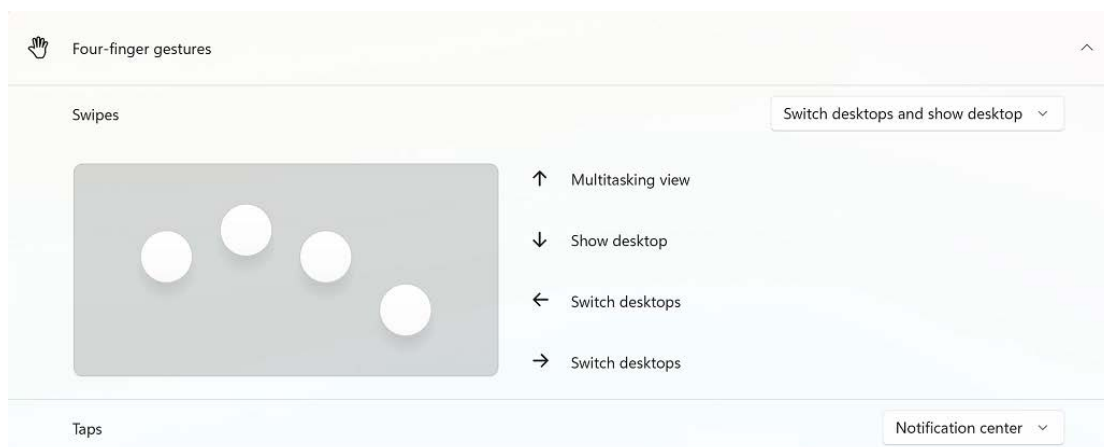 Four-finger gestures
Swipes
Switch desktops and show desktop
Multitasking view
Show desktop
Switch desktops
Switch desktops
Taps
Notification center